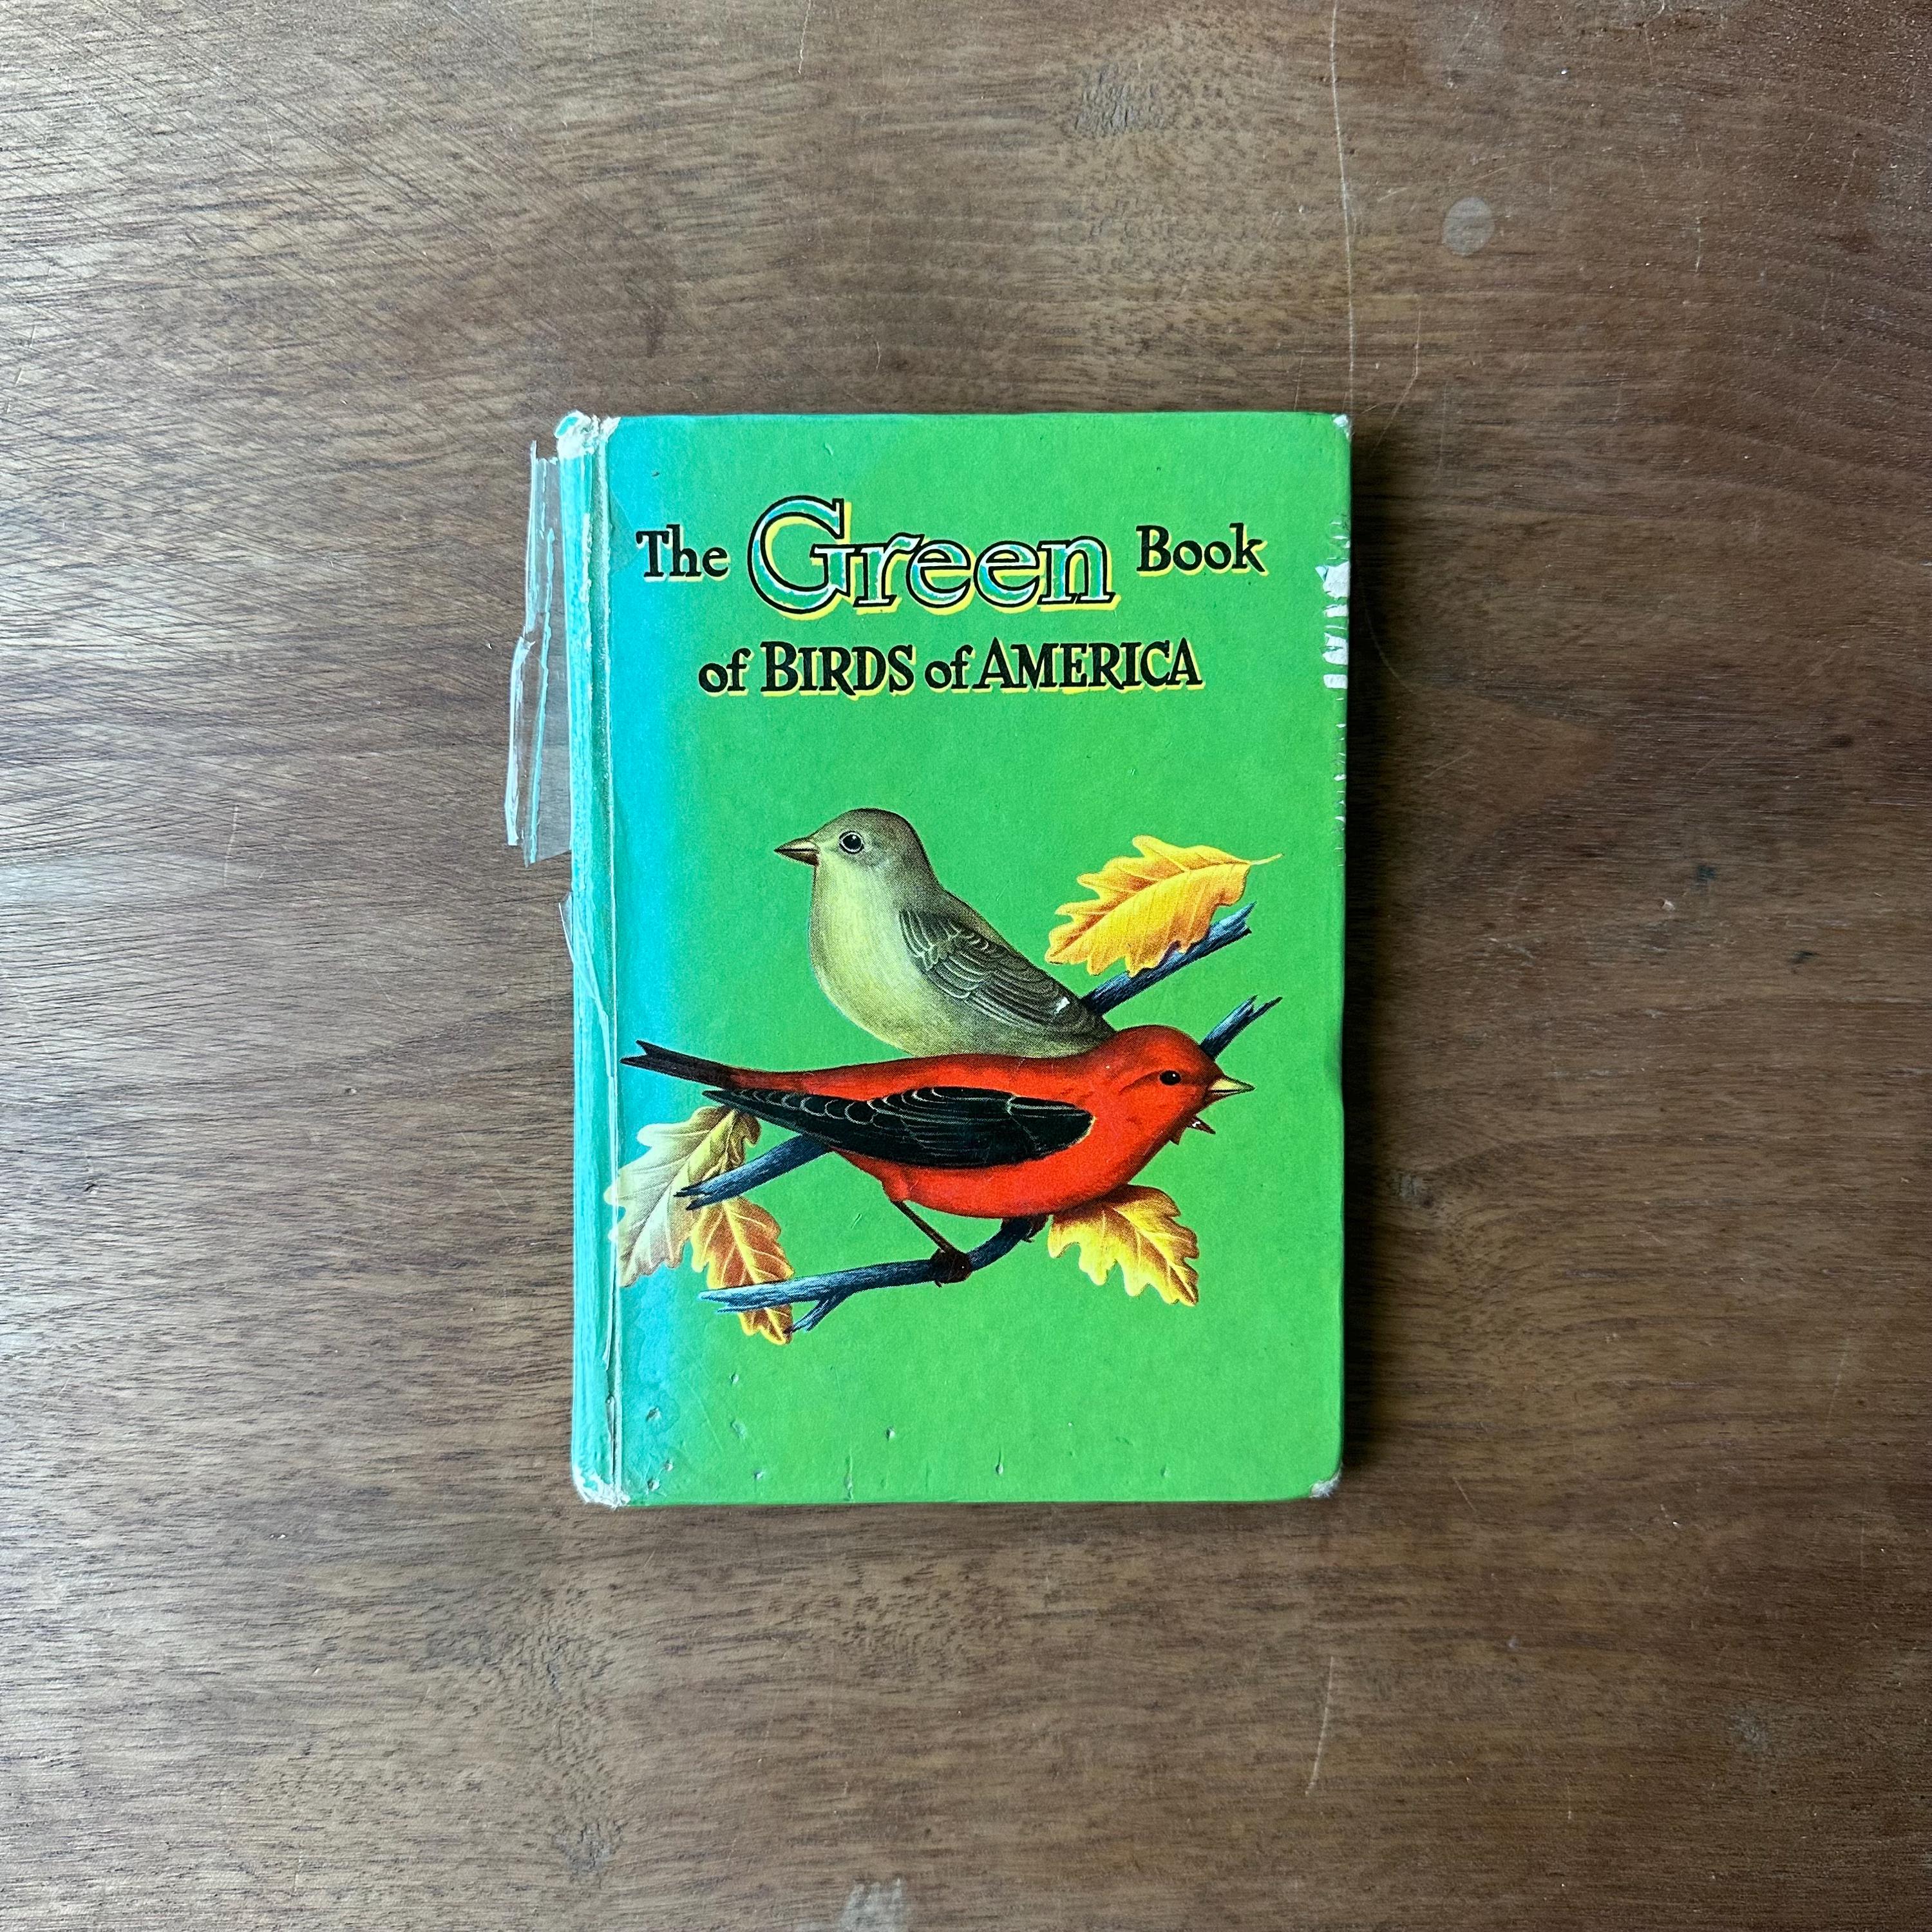 The Green Book
of BIRDS of AMERICA